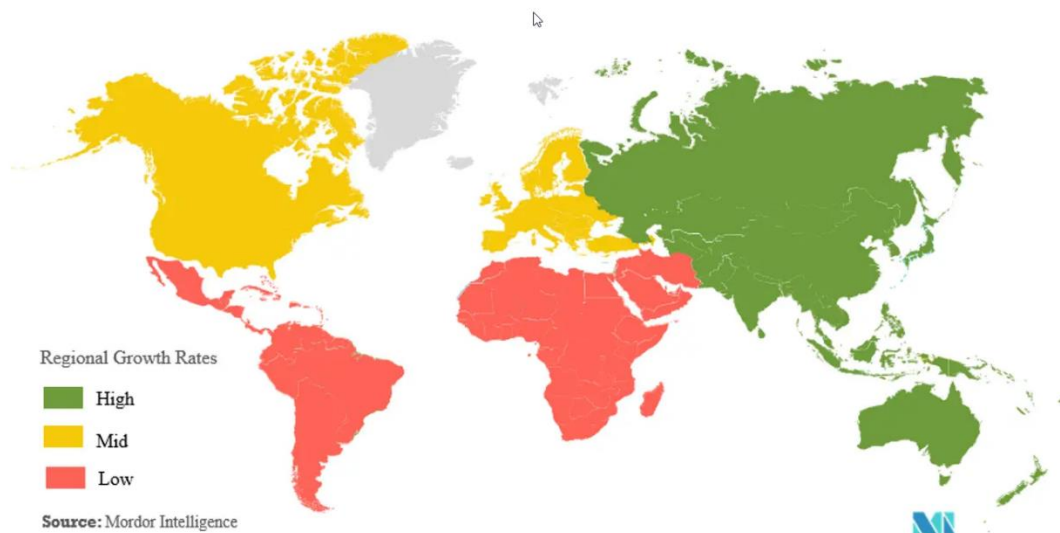 Regional Growth Rates
High
Mid
Low
Source: Mordor Intelligence